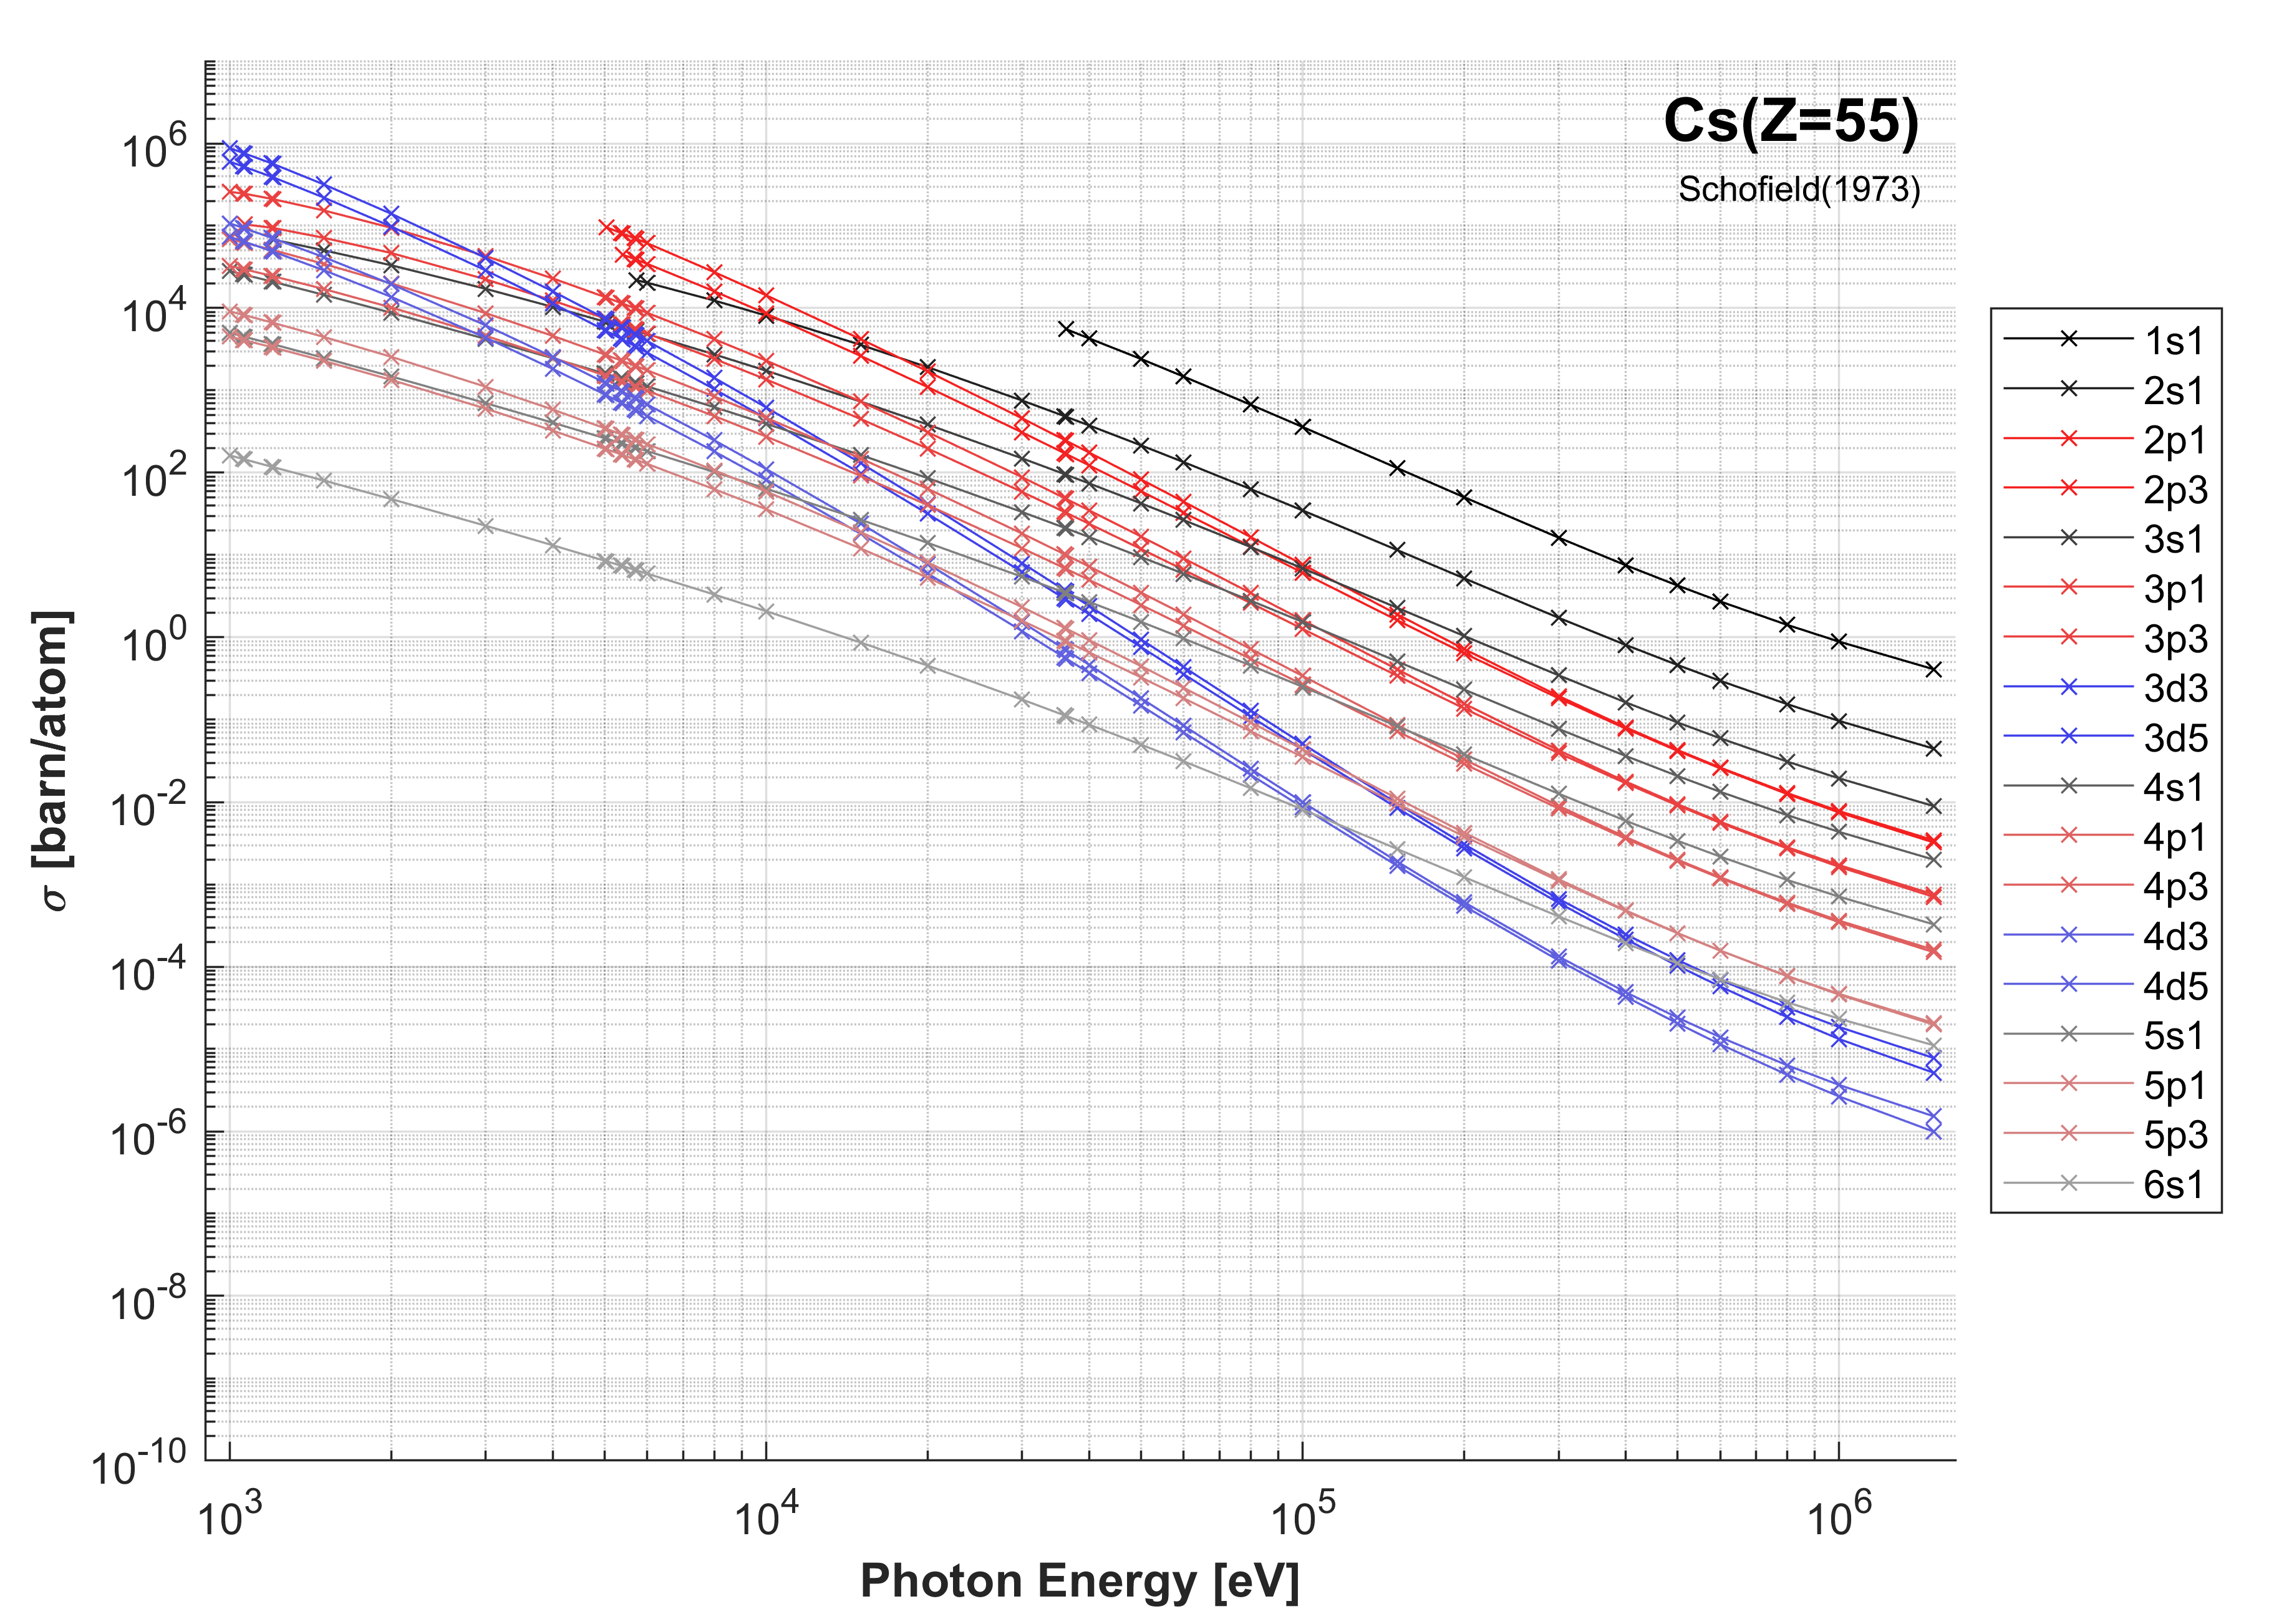 Cs(Z=55)
Schofield(1973)
σ [barn/atom]
10^6
10^4
10^2
10^0
10^-2
10^-4
10^-6
10^-8
10^-10
10^3
10^4
10^5
10^6
Photon Energy [eV]
1s1
2s1
2p1
2p3
3s1
3p1
3p3
3d3
3d5
4s1
4p1
4p3
4d3
4d5
5s1
5p1
5p3
6s1